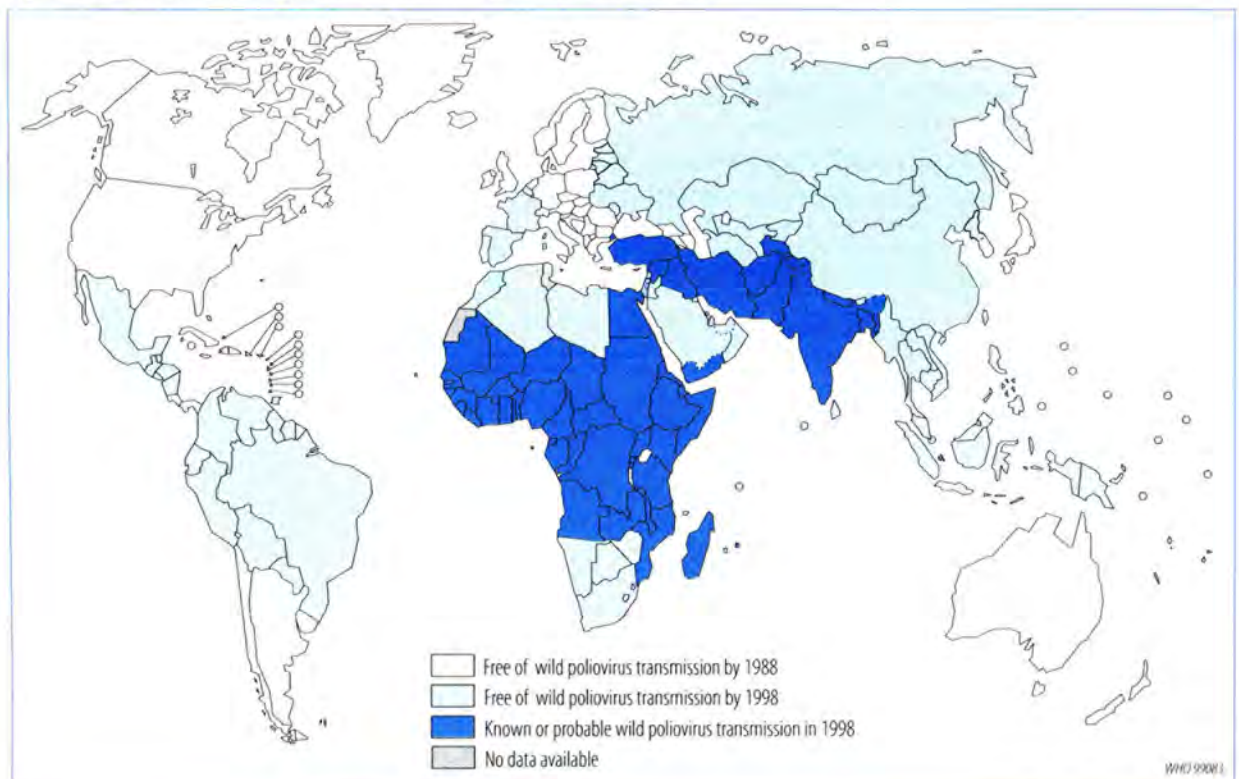 Free of wild poliovirus transmission by 1988
Free of wild poliovirus transmission by 1998
Known or probable wild poliovirus transmission in 1998
No data available
WHO 99083